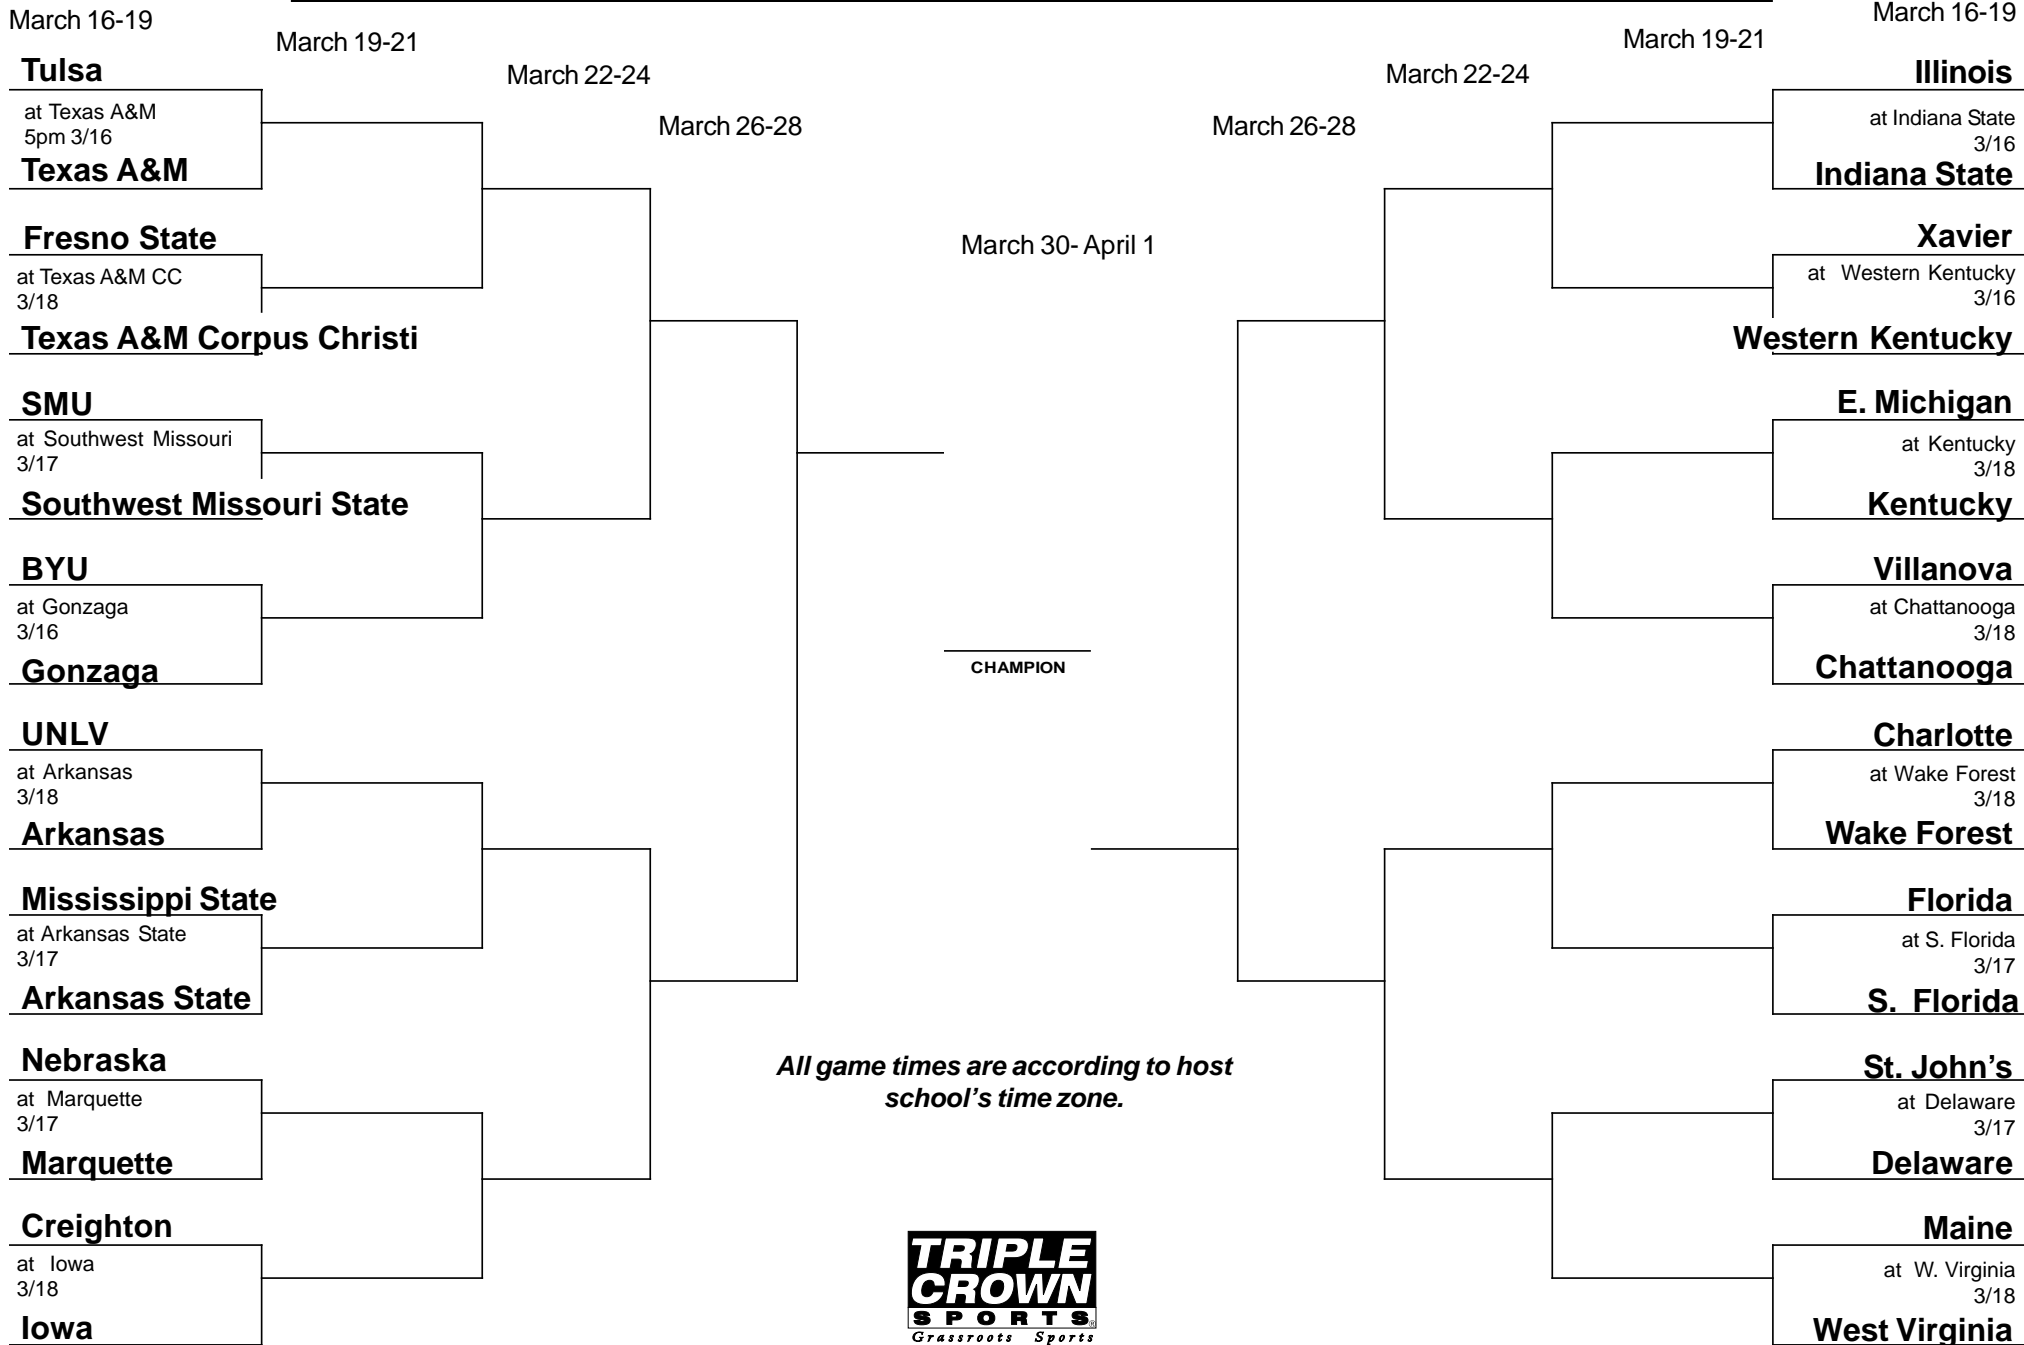 March 16-19
March 19-21
March 22-24
March 26-28
Tulsa
at Texas A&M
5pm 3/16
Texas A&M
Fresno State
at Texas A&M CC
3/18
Texas A&M Corpus Christi
SMU
at Southwest Missouri
3/17
Southwest Missouri State
BYU
at Gonzaga
3/16
Gonzaga
UNLV
at Arkansas
3/18
Arkansas
Mississippi State
at Arkansas State
3/17
Arkansas State
Nebraska
at Marquette
3/17
Marquette
Creighton
at Iowa
3/18
Iowa
March 30- April 1
CHAMPION
All game times are according to host
school’s time zone.
TRIPLE
CROWN
SPORTS®
Grassroots Sports
March 26-28
March 22-24
March 19-21
March 16-19
Illinois
at Indiana State
3/16
Indiana State
Xavier
at Western Kentucky
3/16
Western Kentucky
E. Michigan
at Kentucky
3/18
Kentucky
Villanova
at Chattanooga
3/18
Chattanooga
Charlotte
at Wake Forest
3/18
Wake Forest
Florida
at S. Florida
3/17
S. Florida
St. John’s
at Delaware
3/17
Delaware
Maine
at W. Virginia
3/18
West Virginia